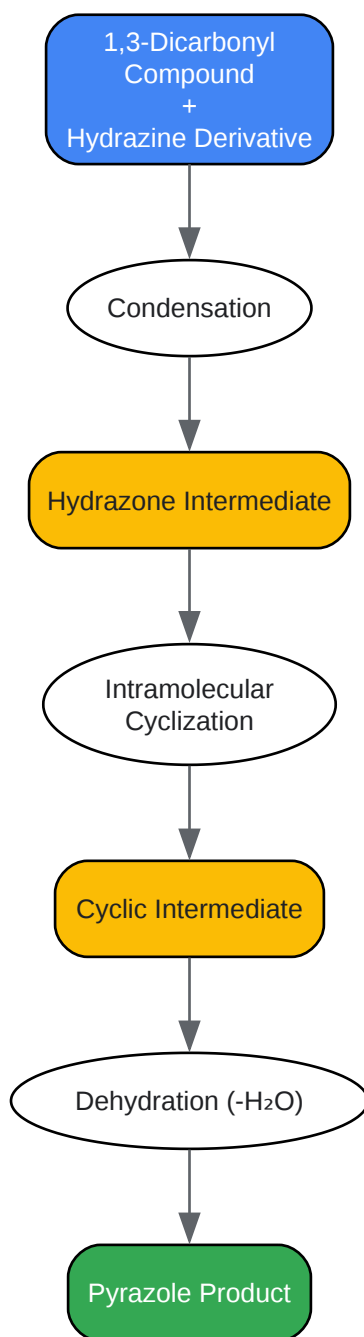 1,3-Dicarbonyl
Compound
+
Hydrazine Derivative
Condensation
Hydrazone Intermediate
Intramolecular
Cyclization
Cyclic Intermediate
Dehydration (-H₂O)
Pyrazole Product